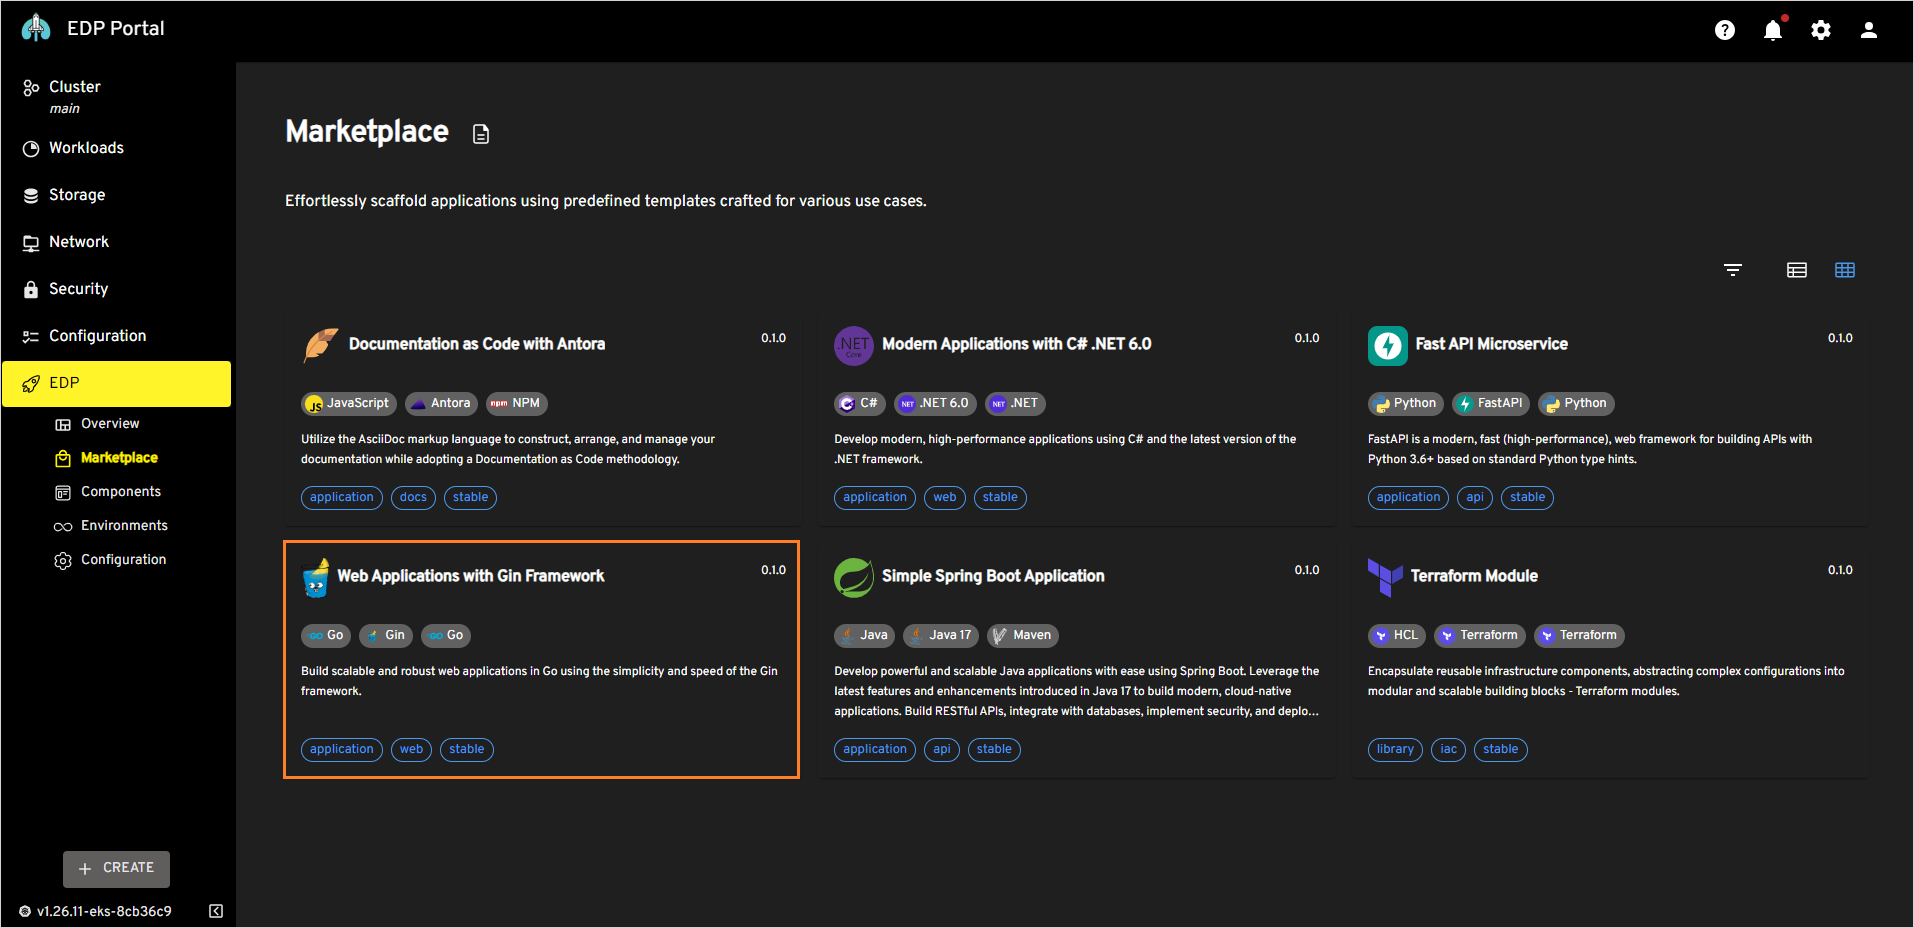 EDP Portal
Cluster
main
Workloads
Storage
Network
Security
Configuration
EDP
Overview
Marketplace
Components
Environments
Configuration
CREATE
v1.26.11-eks-8cb36c9
Marketplace
Effortlessly scaffold applications using predefined templates crafted for various use cases.
Documentation as Code with Antora
0.1.0
JS JavaScript Antora npm NPM
Utilize the AsciiDoc markup language to construct, arrange, and manage your
documentation while adopting a Documentation as Code methodology.
application docs stable
.NET
Core
Modern Applications with C# .NET 6.0
0.1.0
C# NET .NET 6.0 NET .NET
Develop modern, high-performance applications using C# and the latest version of the
.NET framework.
application web stable
Fast API Microservice
0.1.0
Python FastAPI Python
FastAPI is a modern, fast (high-performance), web framework for building APIs with
Python 3.6+ based on standard Python type hints.
application api stable
Web Applications with Gin Framework
0.1.0
GO Go Gin GO Go
Build scalable and robust web applications in Go using the simplicity and speed of the Gin
framework.
application web stable
Simple Spring Boot Application
0.1.0
Java Java 17 Maven
Develop powerful and scalable Java applications with ease using Spring Boot. Leverage the
latest features and enhancements introduced in Java 17 to build modern, cloud-native
applications. Build RESTful APIs, integrate with databases, implement security, and deplo...
application api stable
Terraform Module
0.1.0
HCL Terraform Terraform
Encapsulate reusable infrastructure components, abstracting complex configurations into
modular and scalable building blocks - Terraform modules.
library iac stable